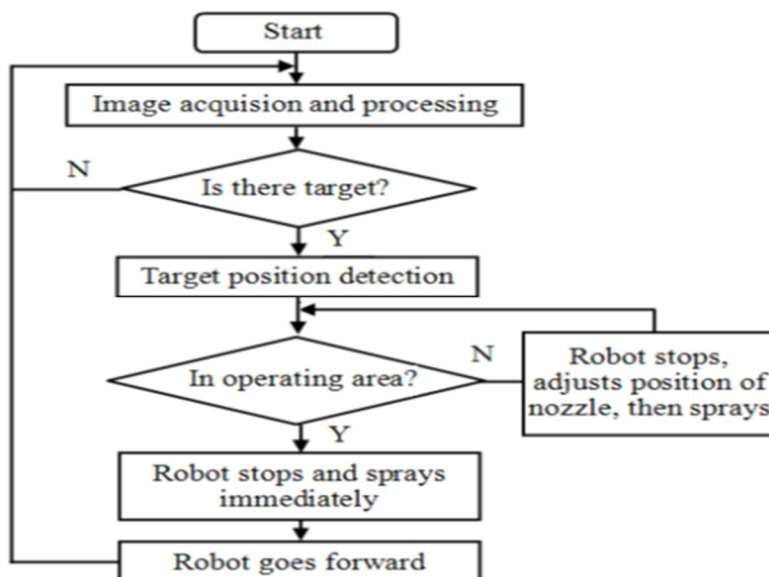 Start
Image acquision and processing
N
Is there target?
Y
Target position detection
In operating area?
N
Robot stops,
adjusts position of
nozzle, then sprays
Y
Robot stops and sprays
immediately
Robot goes forward